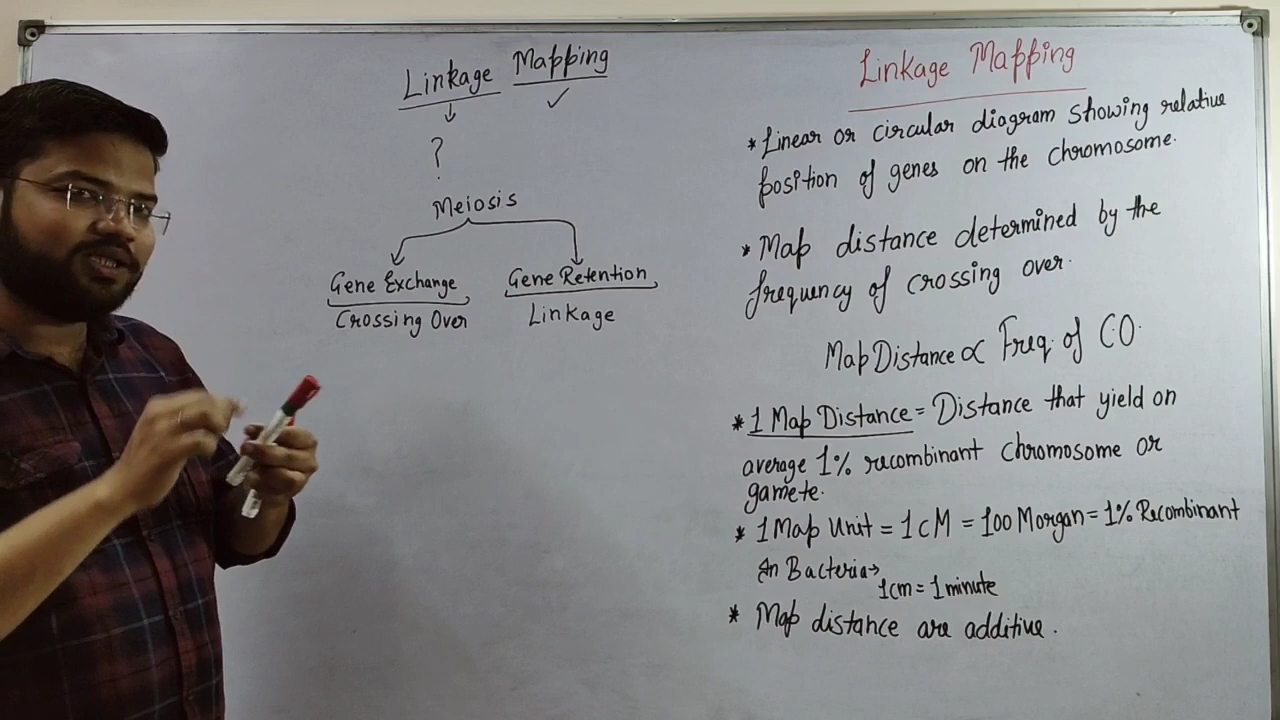 Linkage Mapping
?
Meiosis
Gene Exchange
Crossing Over
Gene Retention
Linkage
Linkage Mapping
* Linear or circular diagram showing relative
position of genes on the chromosome.
* Map distance determined by the
frequency of crossing over.
Map Distance ∝ Freq. of CO.
* 1 Map Distance = Distance that yield on
average 1% recombinant chromosome or
gamete.
* 1 Map Unit = 1 cM = 100 Morgan = 1% Recombinant
In Bacteria →
1cm = 1 minute
* Map distance are additive.